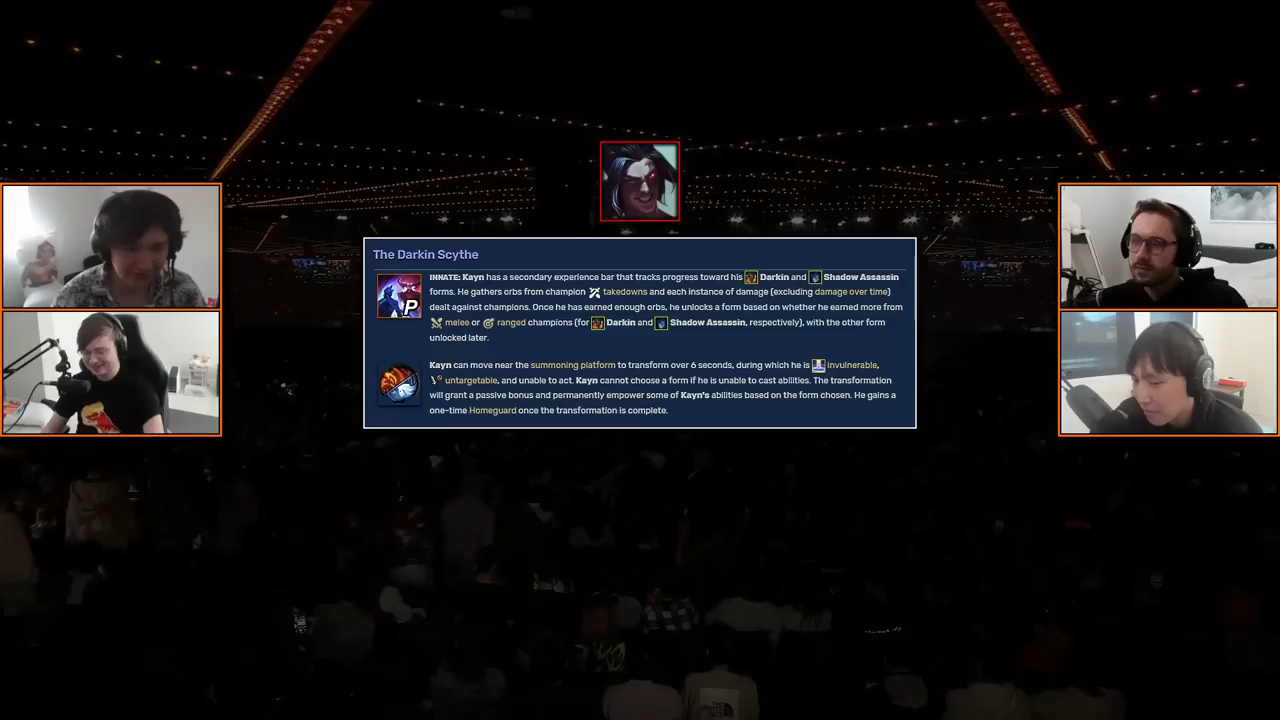 The Darkin Scythe
INNATE: Kayn has a secondary experience bar that tracks progress toward his Darkin and Shadow Assassin
forms. He gathers orbs from champion takedowns and each instance of damage (excluding damage over time)
dealt against champions. Once he has earned enough orbs, he unlocks a form based on whether he earned more from
melee or ranged champions (for Darkin and Shadow Assassin, respectively), with the other form
unlocked later.
P
Kayn can move near the summoning platform to transform over 6 seconds, during which he is invulnerable,
untargetable, and unable to act. Kayn cannot choose a form if he is unable to cast abilities. The transformation
will grant a passive bonus and permanently empower some of Kayn's abilities based on the form chosen. He gains a
one-time Homeguard once the transformation is complete.